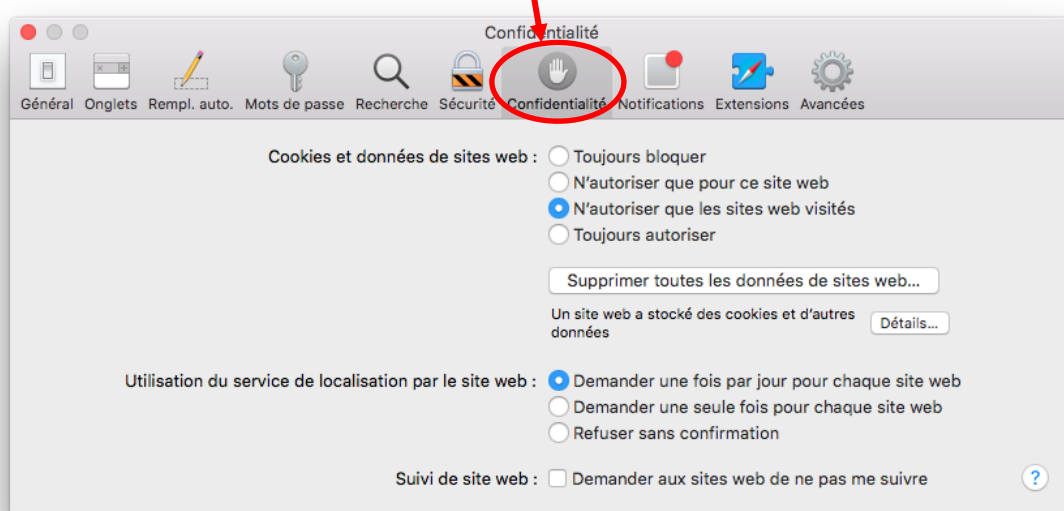 Confidentialité
Général Onglets Rempl. auto. Mots de passe Recherche Sécurité Confidentialité Notifications Extensions Avancées
Cookies et données de sites web : Toujours bloquer
N’autoriser que pour ce site web
N’autoriser que les sites web visités
Toujours autoriser
Supprimer toutes les données de sites web...
Un site web a stocké des cookies et d’autres
données
Détails...
Utilisation du service de localisation par le site web : Demander une fois par jour pour chaque site web
Demander une seule fois pour chaque site web
Refuser sans confirmation
Suivi de site web : Demander aux sites web de ne pas me suivre ?